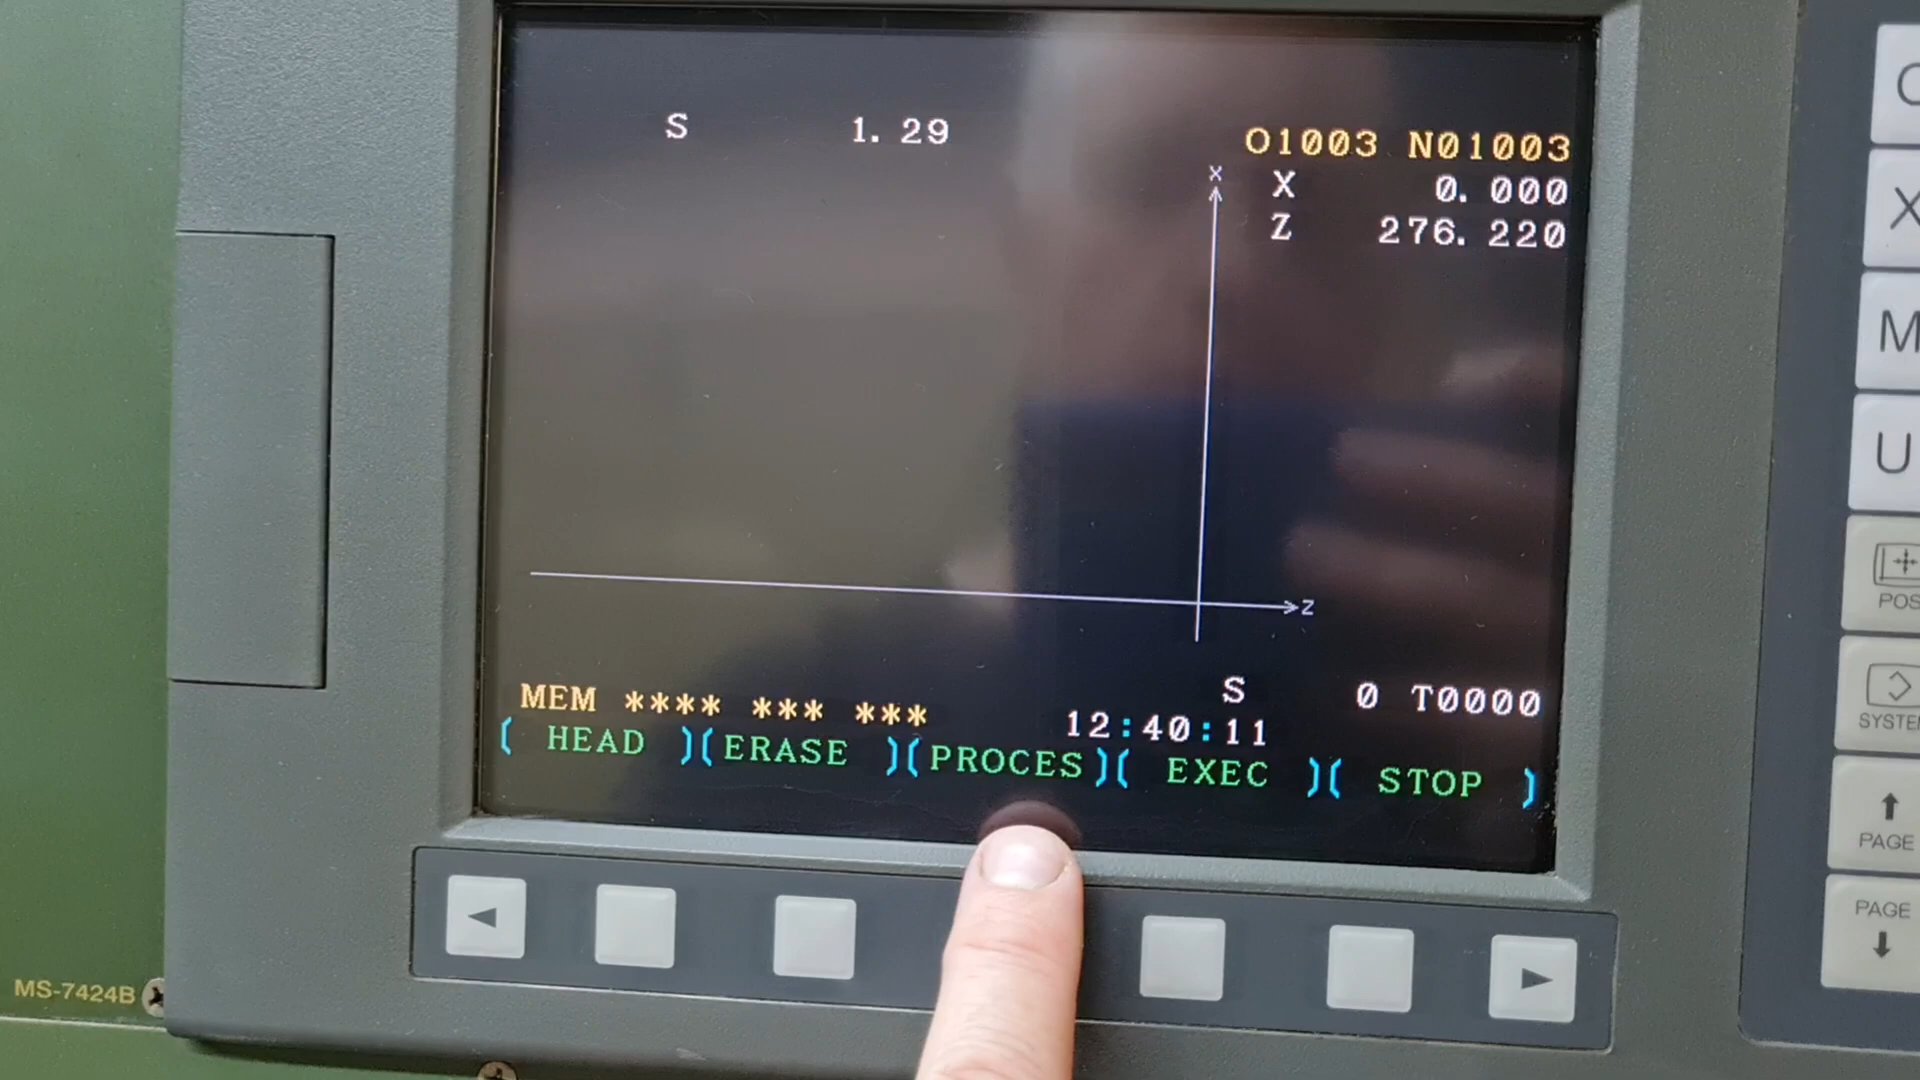 S 1.29
O1003 N01003
X
X 0.000
Z 276.220
Z
S 0 T0000
MEM **** *** ***
12:40:11
( HEAD )(ERASE )(PROCES)( EXEC )( STOP )
X
M
U
POS
SYSTEM
PAGE
PAGE
MS-7424B